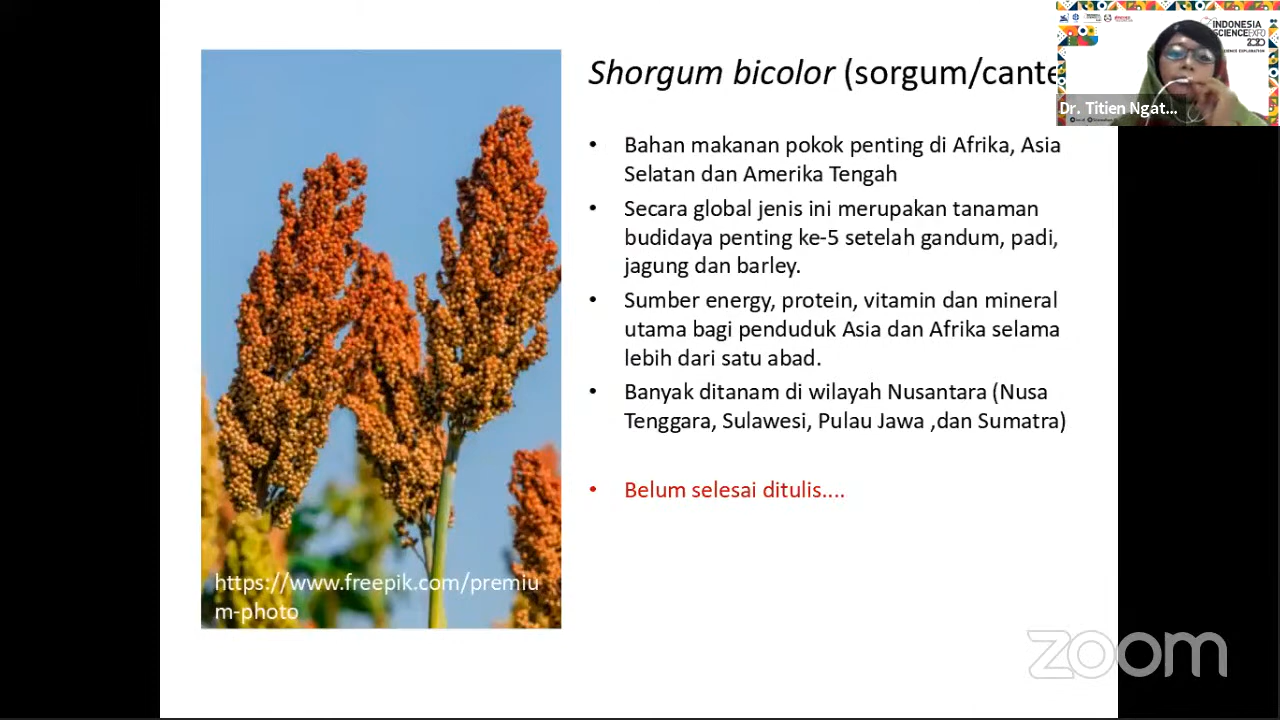 Shorgum bicolor (sorgum/cante
INDONESIA
SCIENCE EXPO
2020
Dr. Titien Ngat...
• Bahan makanan pokok penting di Afrika, Asia
Selatan dan Amerika Tengah
• Secara global jenis ini merupakan tanaman
budidaya penting ke-5 setelah gandum, padi,
jagung dan barley.
• Sumber energy, protein, vitamin dan mineral
utama bagi penduduk Asia dan Afrika selama
lebih dari satu abad.
• Banyak ditanam di wilayah Nusantara (Nusa
Tenggara, Sulawesi, Pulau Jawa ,dan Sumatra)
• Belum selesai ditulis....
https://www.freepik.com/premiu
m-photo
zoom